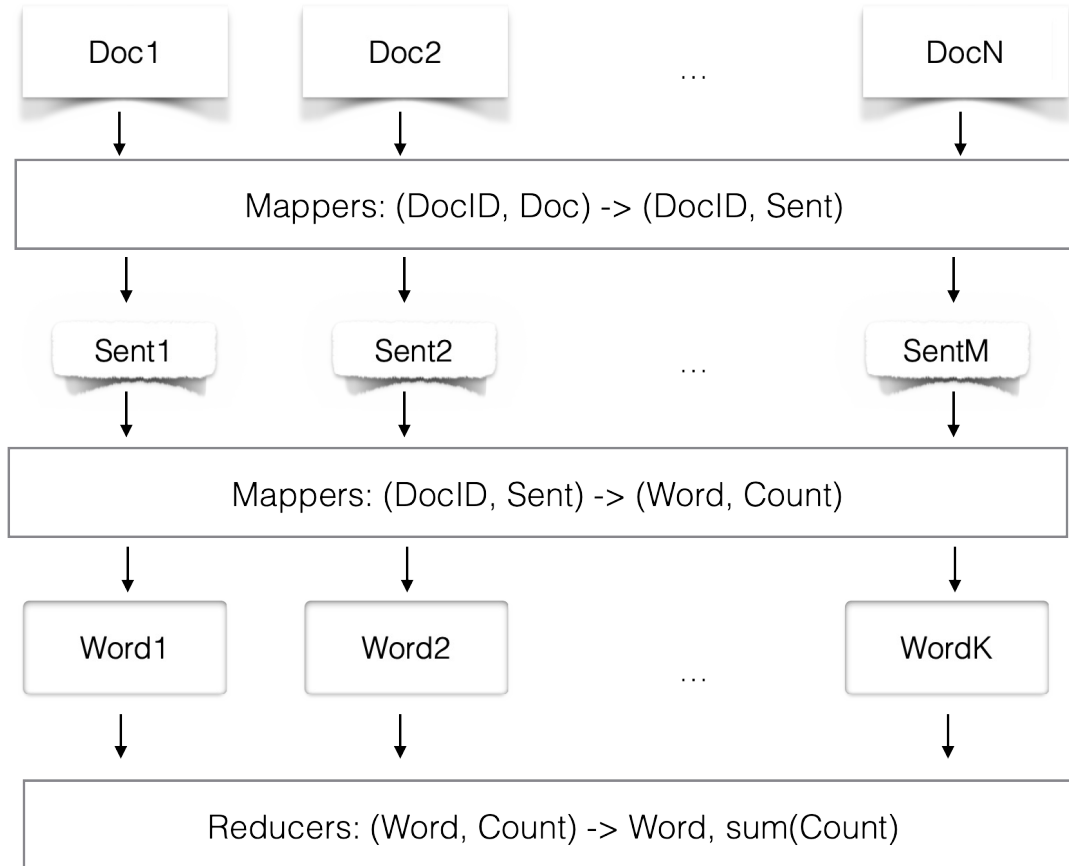 Doc1
Doc2
...
DocN
Mappers: (DocID, Doc) -> (DocID, Sent)
Sent1
Sent2
...
SentM
Mappers: (DocID, Sent) -> (Word, Count)
Word1
Word2
...
WordK
Reducers: (Word, Count) -> Word, sum(Count)